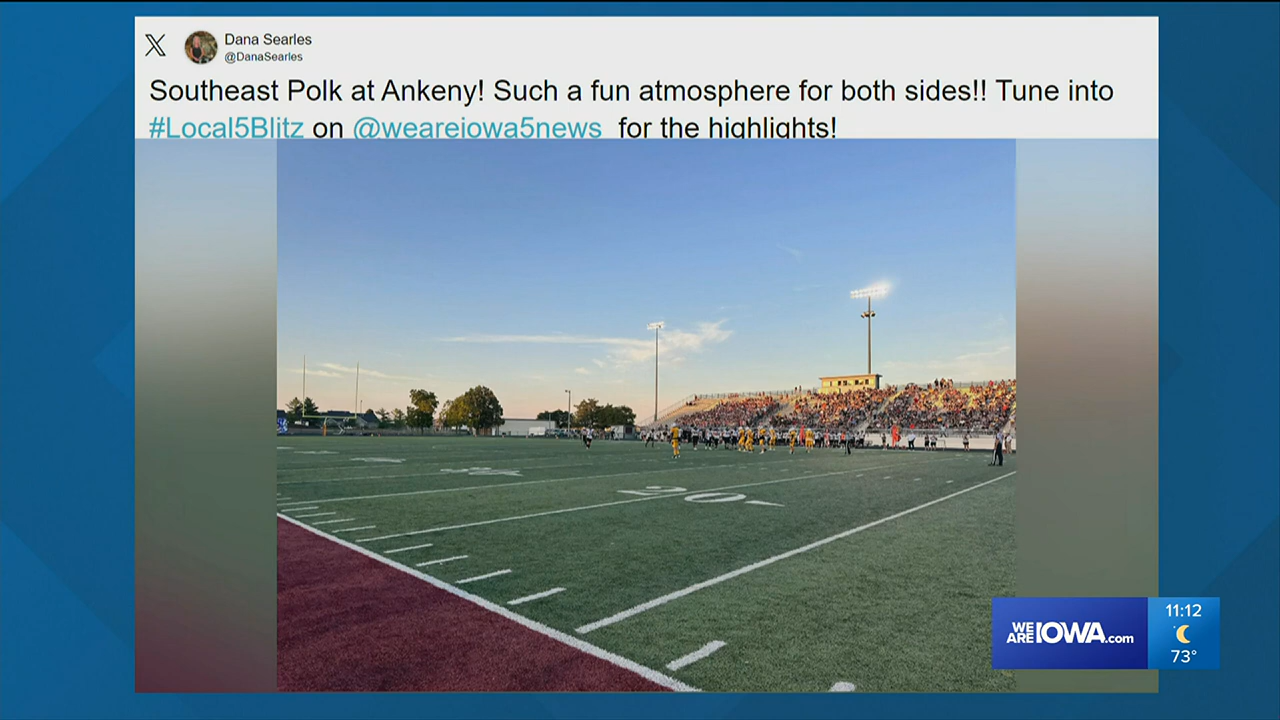 Dana Searles
@DanaSearles
Southeast Polk at Ankeny! Such a fun atmosphere for both sides!! Tune into
#Local5Blitz on @weareiowa5news for the highlights!
20
WE ARE IOWA.com
11:12
73°